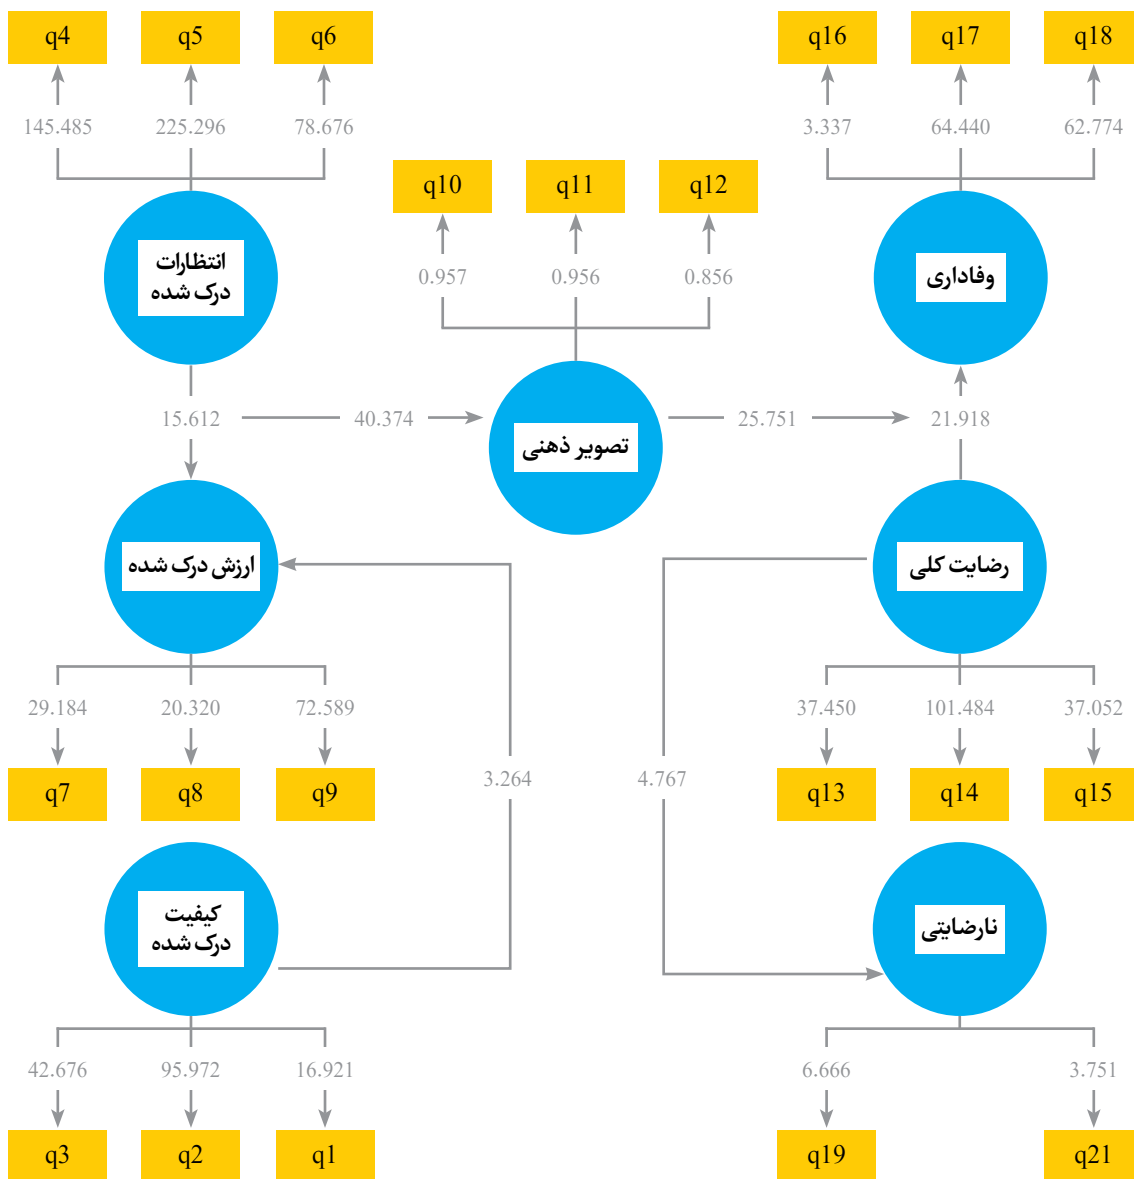 q4
q5
q6
q16
q17
q18
145.485
225.296
78.676
3.337
64.440
62.774
q10
q11
q12
انتظارات
درک شده
0.957
0.956
0.856
وفاداری
15.612
40.374
25.751
21.918
تصویر ذهنی
ارزش درک شده
رضایت کلی
29.184
20.320
72.589
37.450
101.484
37.052
3.264
4.767
q7
q8
q9
q13
q14
q15
کیفیت
درک شده
نارضایتی
42.676
95.972
16.921
6.666
3.751
q3
q2
q1
q19
q21